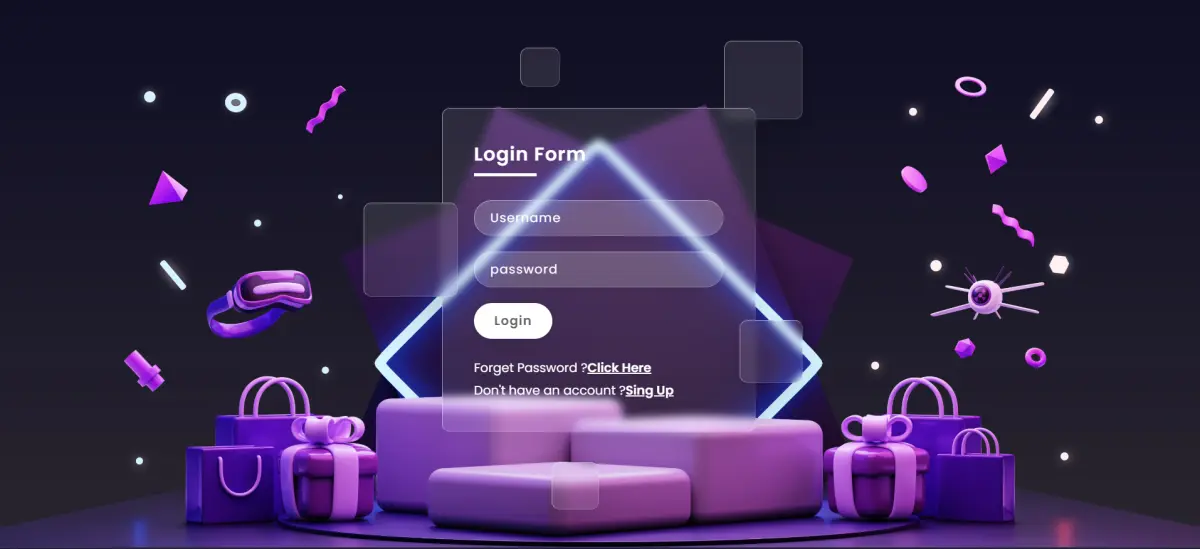 Login Form
Username
password
Login
Forget Password ?Click Here
Don't have an account ?Sing Up